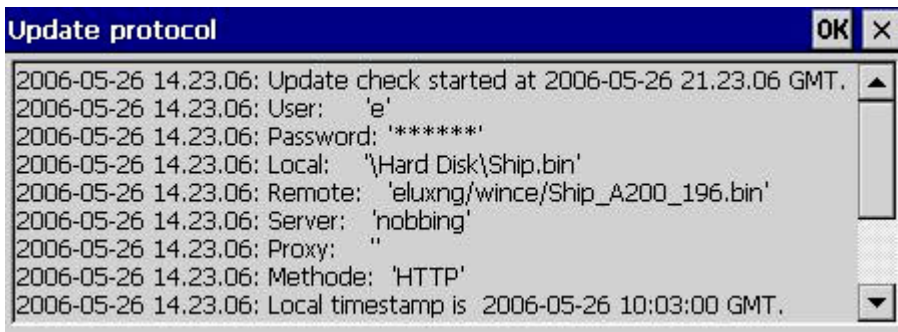 Update protocol OK ×
2006-05-26 14.23.06: Update check started at 2006-05-26 21.23.06 GMT.
2006-05-26 14.23.06: User: 'e'
2006-05-26 14.23.06: Password: '******'
2006-05-26 14.23.06: Local: '\Hard Disk\Ship.bin'
2006-05-26 14.23.06: Remote: 'eluxng/wince/Ship_A200_196.bin'
2006-05-26 14.23.06: Server: 'nobbing'
2006-05-26 14.23.06: Proxy: ''
2006-05-26 14.23.06: Methode: 'HTTP'
2006-05-26 14.23.06: Local timestamp is 2006-05-26 10:03:00 GMT.